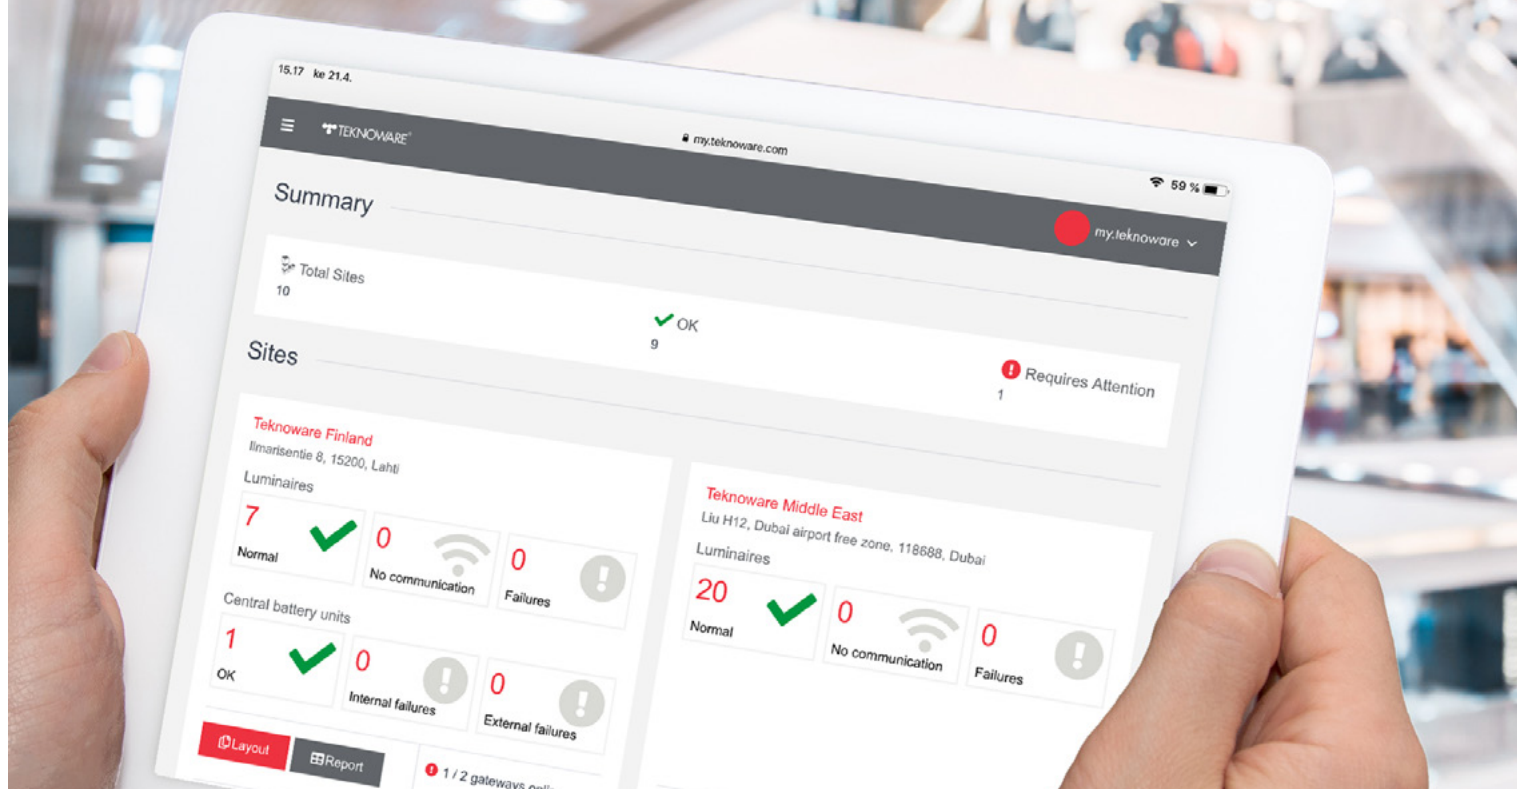 15.17 ke 21.4.
my.teknoware.com
59 %
TEKNOWARE®
my.teknoware
Summary
Total Sites
10
OK
9
Requires Attention
1
Sites
Teknoware Finland
Ilmarisentie 8, 15200, Lahti
Luminaires
7
Normal
0
No communication
0
Failures
Central battery units
1
OK
0
Internal failures
0
External failures
Layout
Report
1 / 2 gateways
Teknoware Middle East
Liu H12, Dubai airport free zone, 118688, Dubai
Luminaires
20
Normal
0
No communication
0
Failures